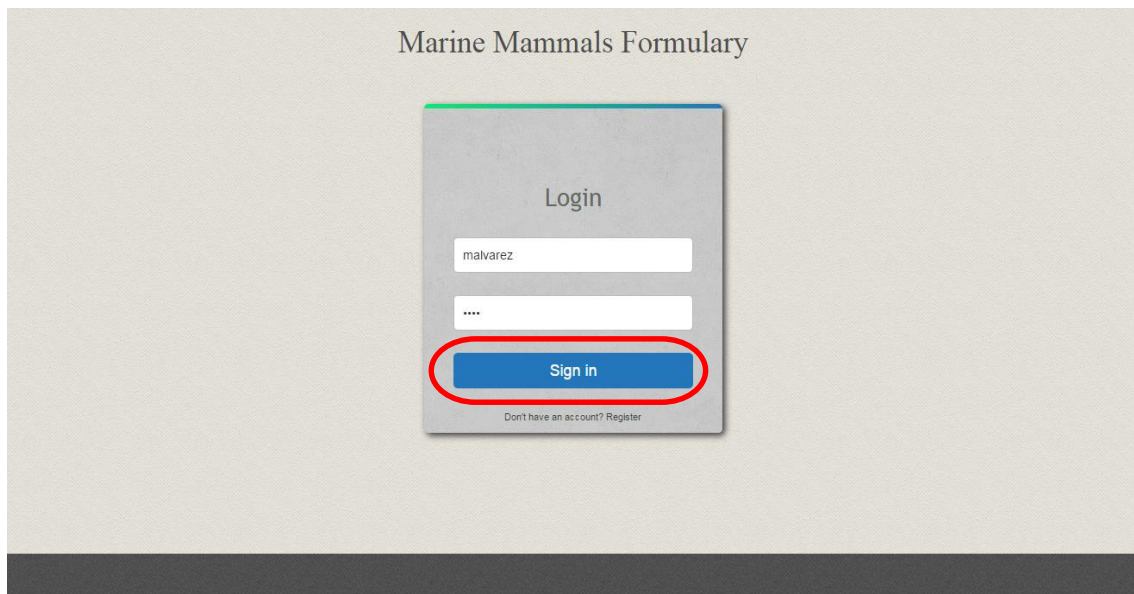 Marine Mammals Formulary
Login
malvarez
••••
Sign in
Don't have an account? Register